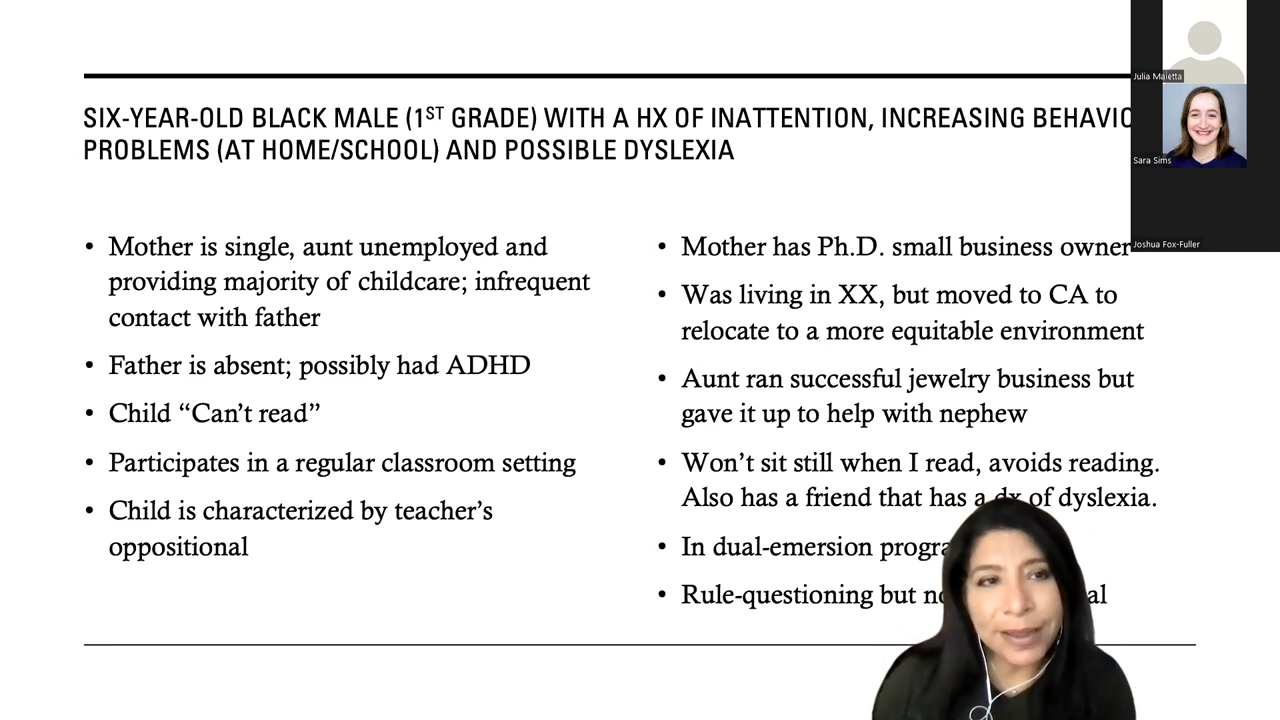 SIX-YEAR-OLD BLACK MALE (1ST GRADE) WITH A HX OF INATTENTION, INCREASING
PROBLEMS (AT HOME/SCHOOL) AND POSSIBLE DYSLEXIA
• Mother is single, aunt unemployed and
providing majority of childcare; infrequent
contact with father
• Father is absent; possibly had ADHD
• Child “Can’t read”
• Participates in a regular classroom setting
• Child is characterized by teacher’s
oppositional
• Mother has Ph.D. small business owner
• Was living in XX, but moved to CA to
relocate to a more equitable environment
• Aunt ran successful jewelry business but
gave it up to help with nephew
• Won’t sit still when I read, avoids reading.
Also has a friend that has a dx of dyslexia.
• In dual-emersion
• Rule-questioning but
Julia Maietta
Sara Sims
Joshua Fox-Fuller